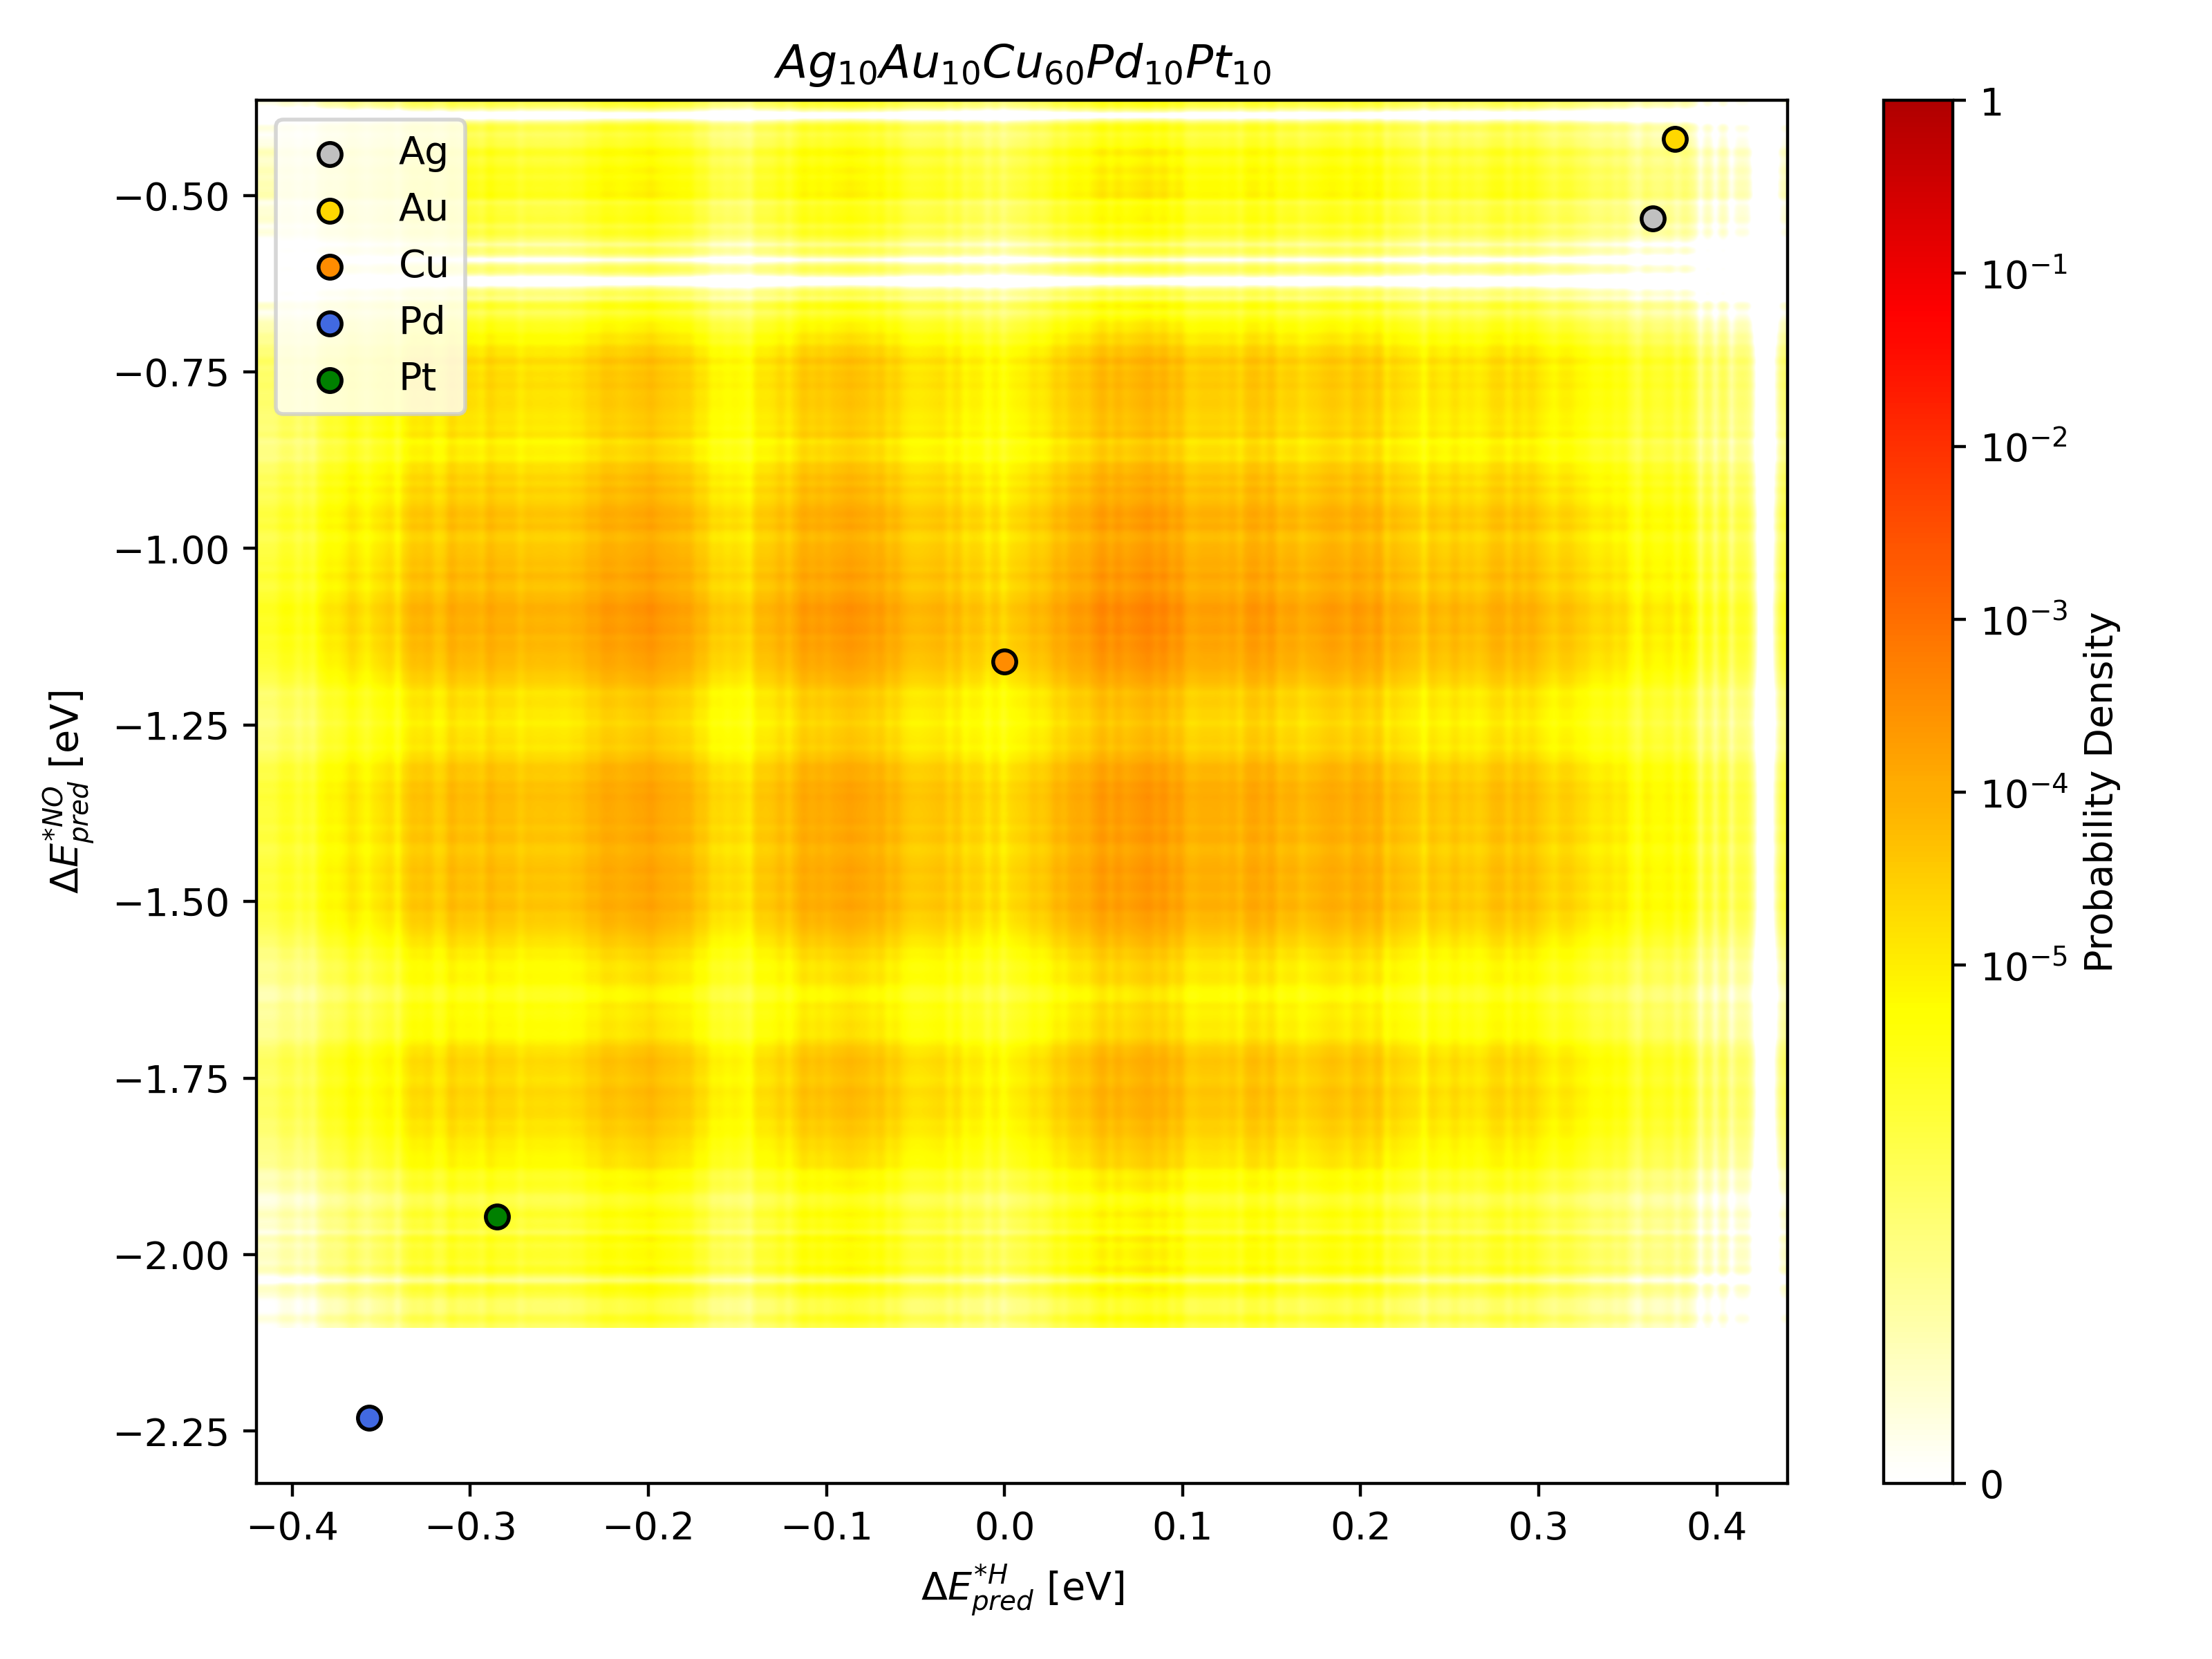 Ag₁₀Au₁₀Cu₆₀Pd₁₀Pt₁₀
Ag
Au
Cu
Pd
Pt
−0.50
−0.75
−1.00
−1.25
−1.50
−1.75
−2.00
−2.25
ΔE^{*NO}_{pred} [eV]
−0.4 −0.3 −0.2 −0.1 0.0 0.1 0.2 0.3 0.4
ΔE^{*H}_{pred} [eV]
1
10⁻¹
10⁻²
10⁻³
10⁻⁴
10⁻⁵
0
Probability Density